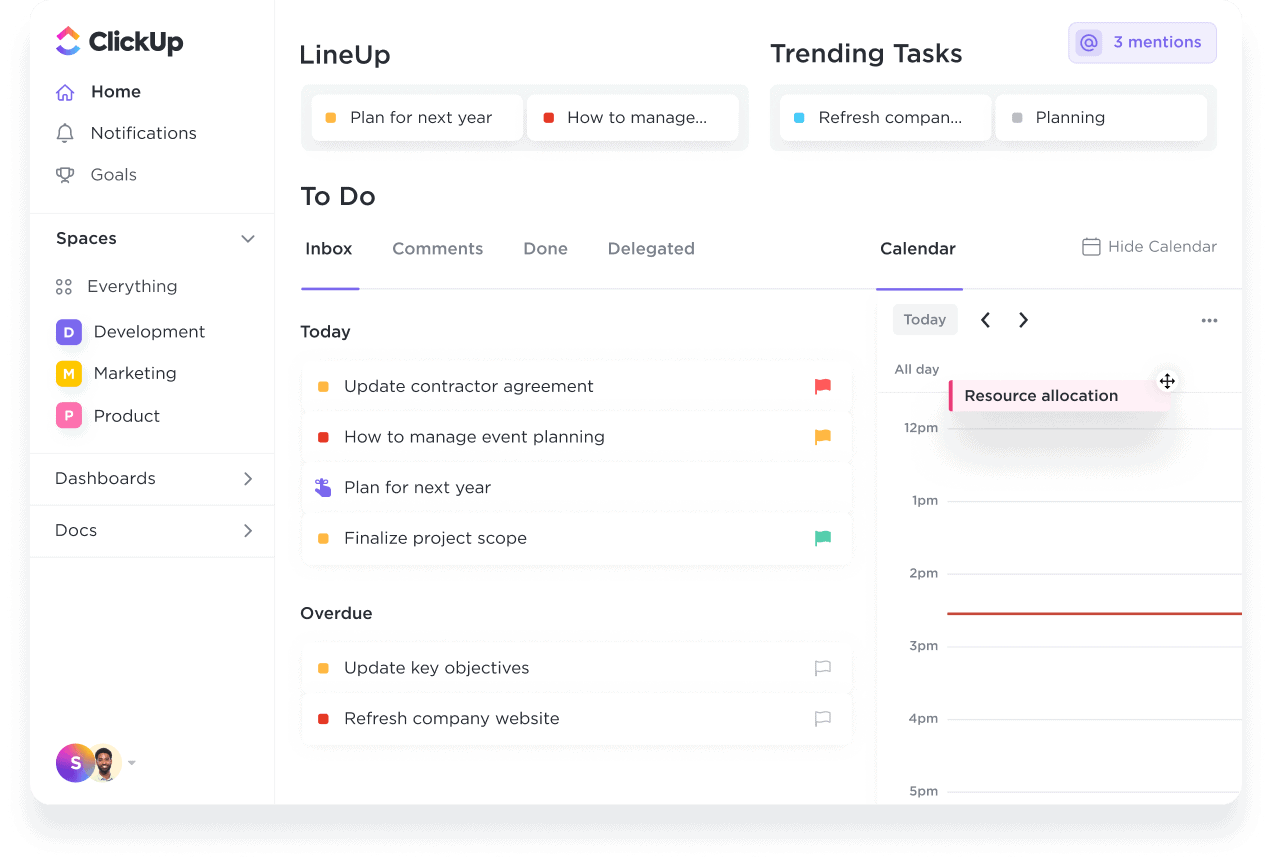 ClickUp
Home
Notifications
Goals
Spaces
Everything
D Development
M Marketing
P Product
Dashboards
Docs
S
LineUp
Plan for next year
How to manage...
Trending Tasks
@ 3 mentions
Refresh compan...
Planning
To Do
Inbox Comments Done Delegated
Today
Update contractor agreement
How to manage event planning
Plan for next year
Finalize project scope
Overdue
Update key objectives
Refresh company website
Calendar
Hide Calendar
Today
All day
Resource allocation
12pm
1pm
2pm
3pm
4pm
5pm